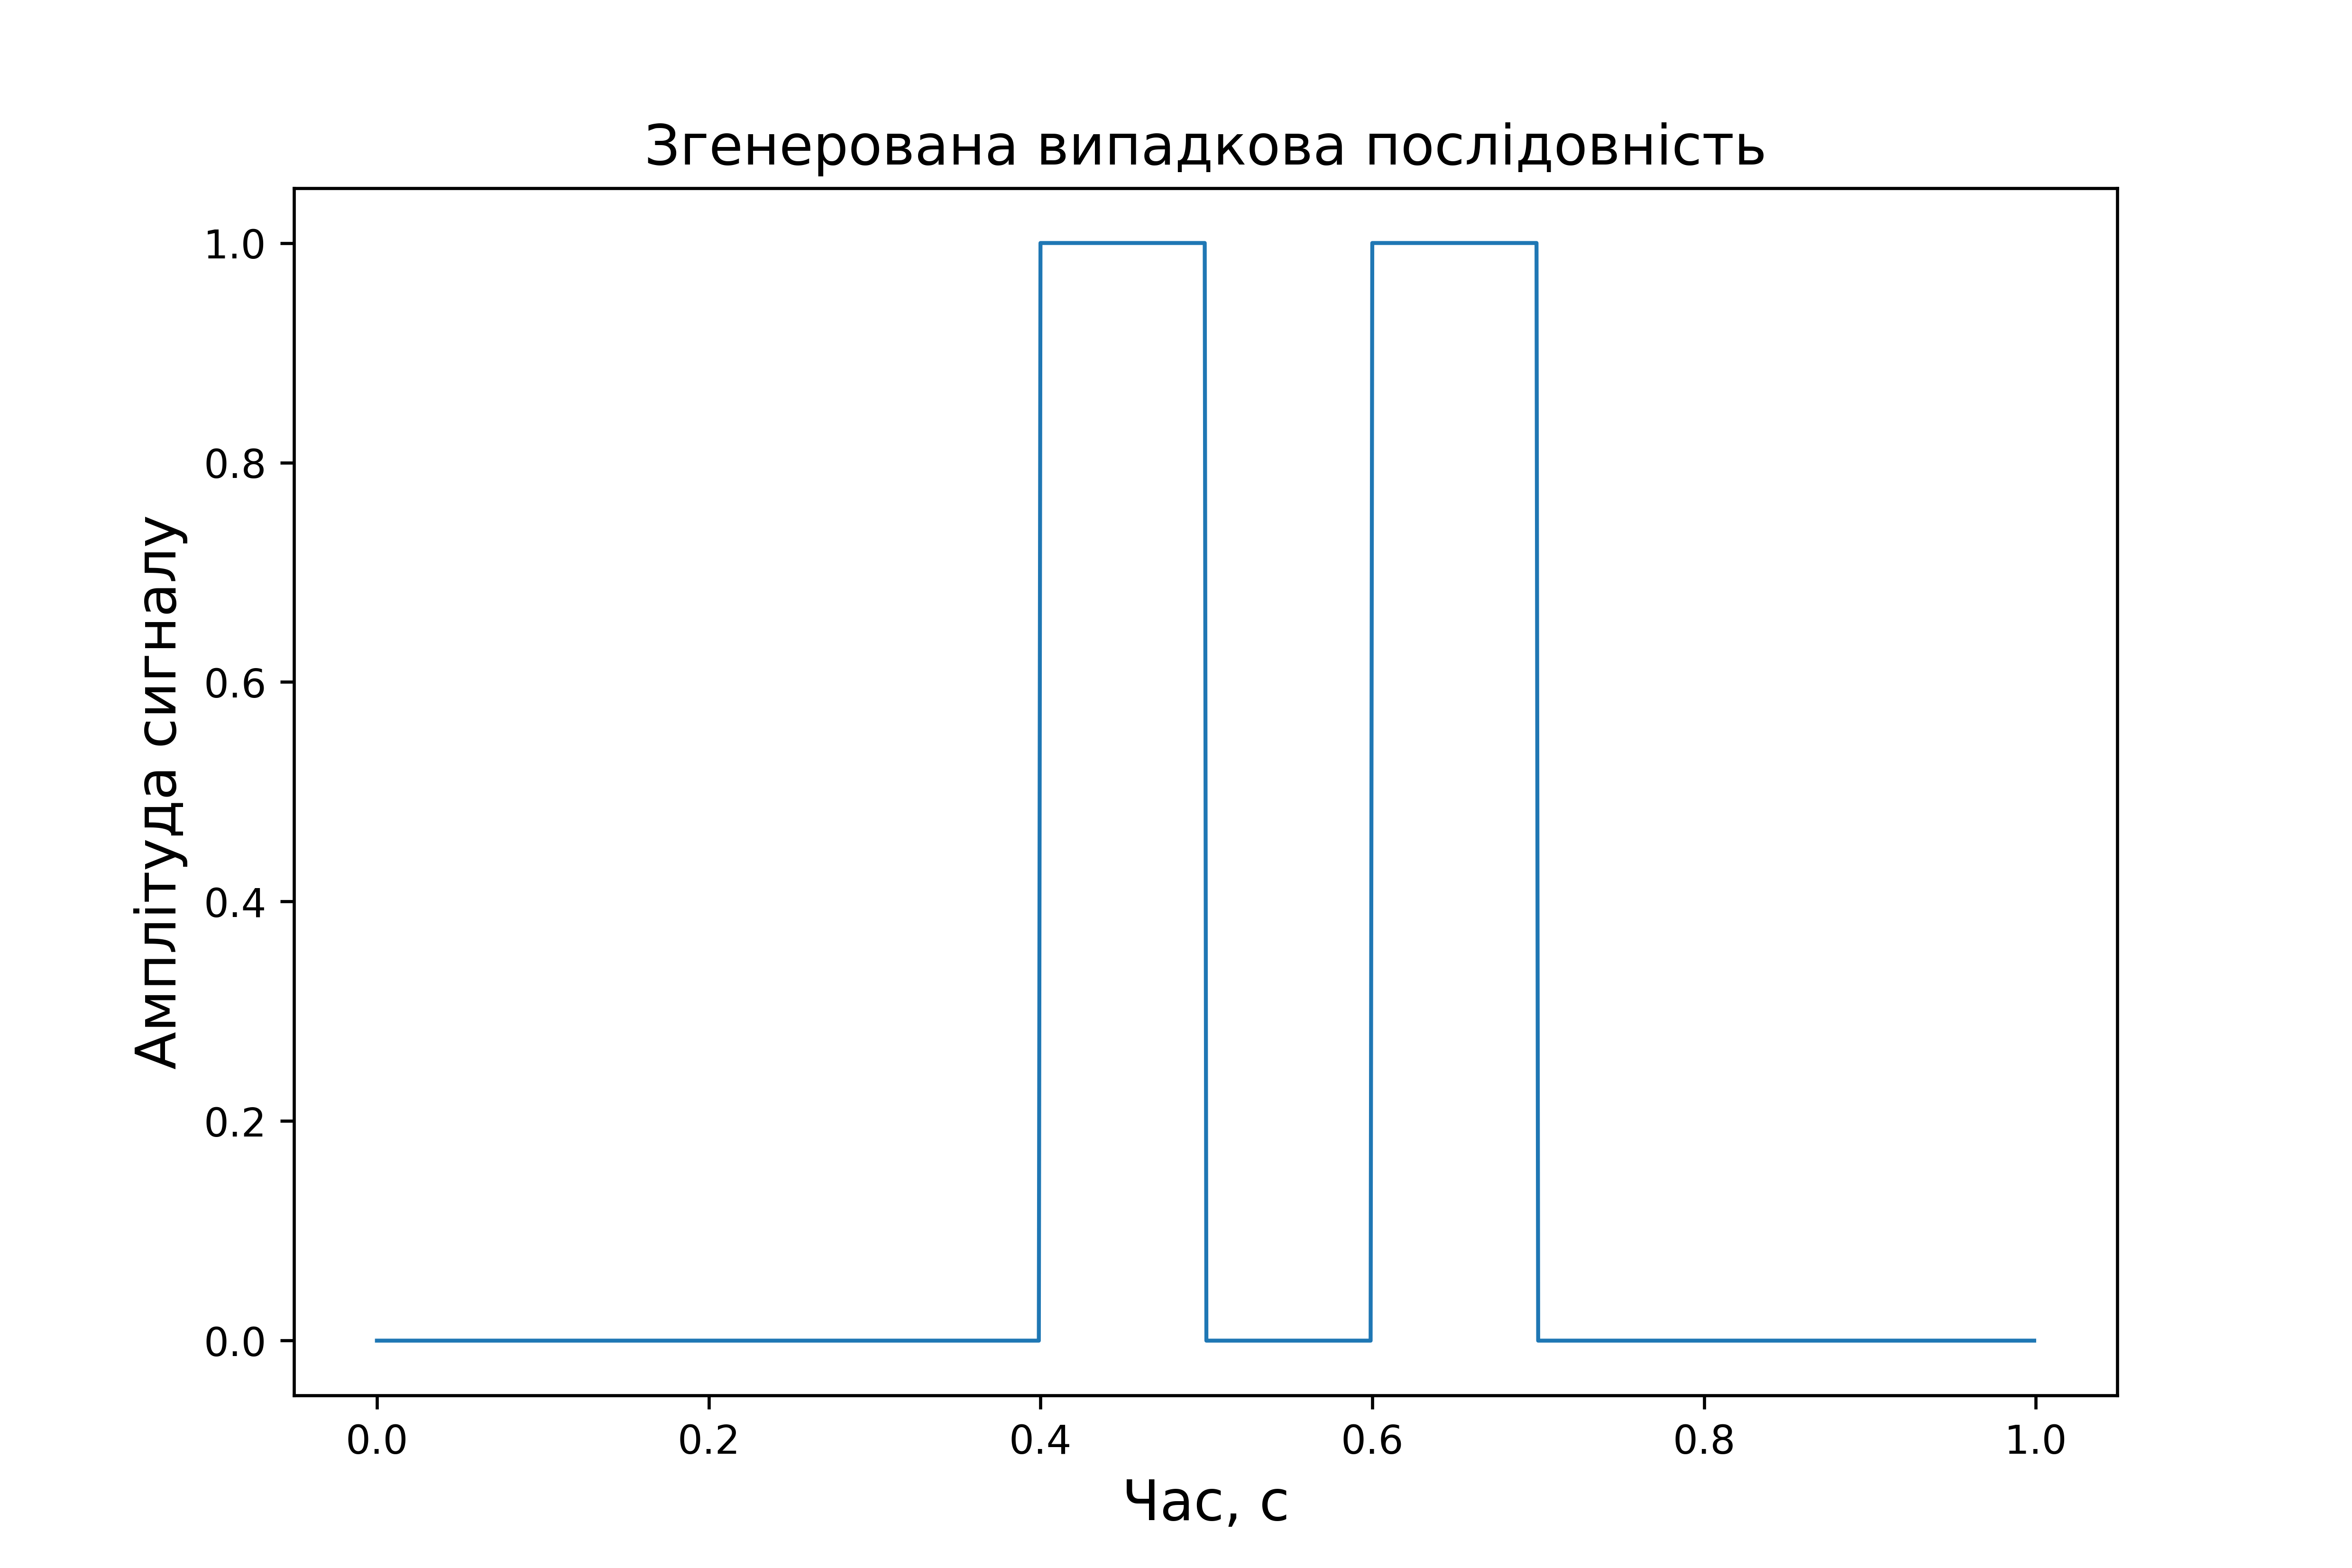 Згенерована випадкова послідовність
Амплітуда сигналу
1.0
0.8
0.6
0.4
0.2
0.0
0.0 0.2 0.4 0.6 0.8 1.0
Час, с